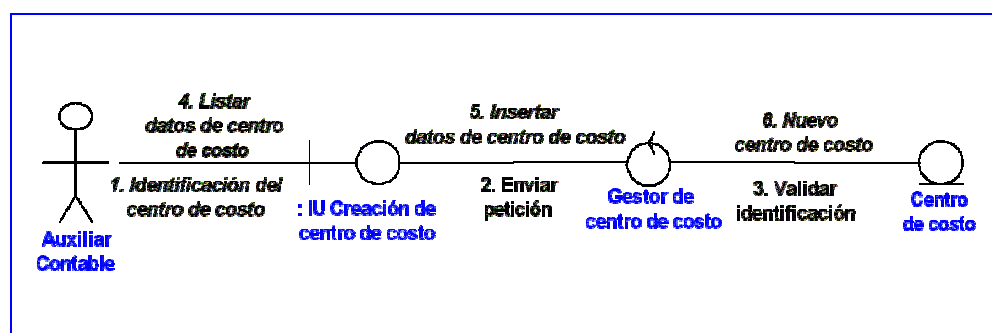 4. Listar
datos de centro
de costo
1. Identificación del
centro de costo
Auxiliar
Contable
: IU Creación de
centro de costo
5. Insertar
datos de centro de costo
2. Enviar
petición
Gestor de
centro de costo
6. Nuevo
centro de costo
3. Validar
identificación
Centro
de costo